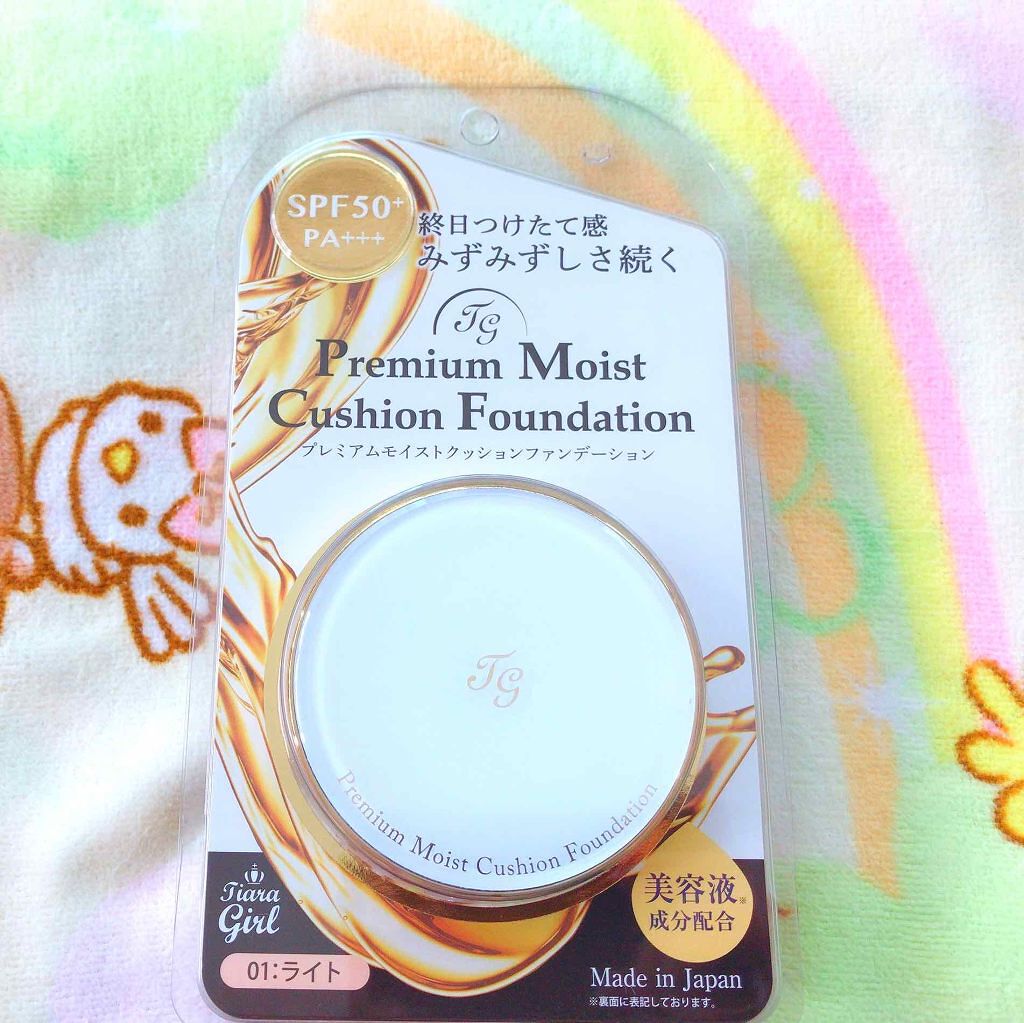 SPF50+
PA+++
終日つけたて感
みずみずしさ続く
TG
Premium Moist
Cushion Foundation
プレミアムモイストクッションファンデーション
TG
Premium Moist Cushion Foundation
Tiara
Girl
美容液※
成分配合
01:ライト
Made in Japan
※裏面に表記しております。